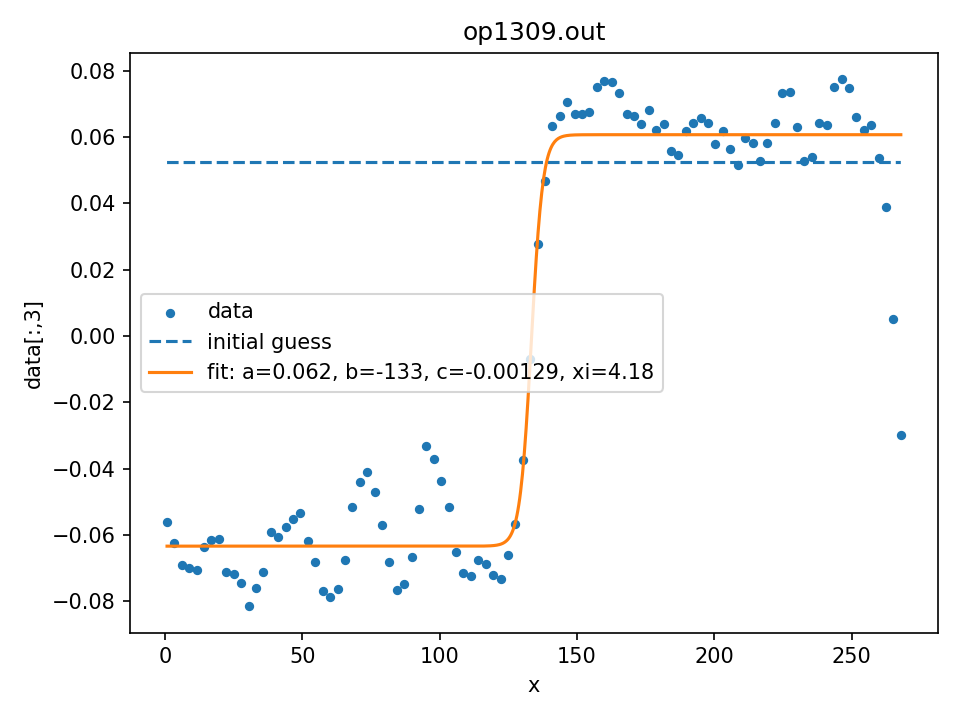 op1309.out
0.08
0.06
0.04
0.02
0.00
−0.02
−0.04
−0.06
−0.08
data[:,3]
data
initial guess
fit: a=0.062, b=-133, c=-0.00129, xi=4.18
0 50 100 150 200 250
x